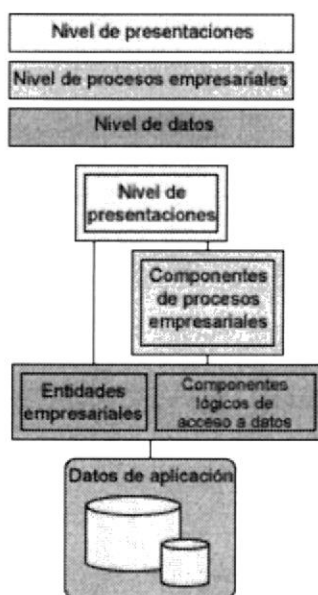 Nivel de presentaciones
Nivel de procesos empresariales
Nivel de datos
Nivel de
presentaciones
Componentes
de procesos
empresariales
Entidades
empresariales
Componentes
lógicos de
acceso a datos
Datos de aplicación